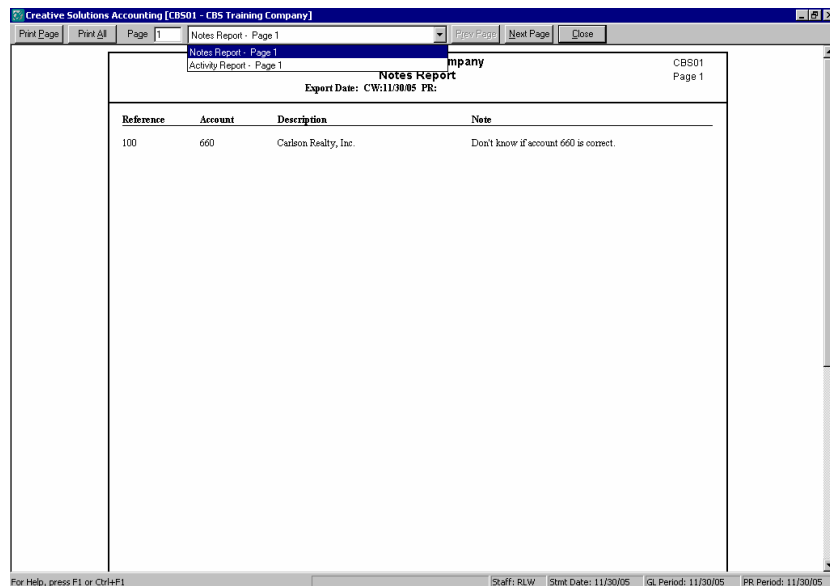 Creative Solutions Accounting [CBS01 - CBS Training Company]
Print Page Print All Page 1 Notes Report - Page 1 Prev Page Next Page Close
Notes Report - Page 1
Activity Report - Page 1
mpany CBS01
Notes Report Page 1
Export Date: CW:11/30/05 PR:
Reference Account Description Note
100 660 Carlson Realty, Inc. Don't know if account 660 is correct.
For Help, press F1 or Ctrl+F1 Staff: RLW Stmt Date: 11/30/05 GL Period: 11/30/05 PR Period: 11/30/05